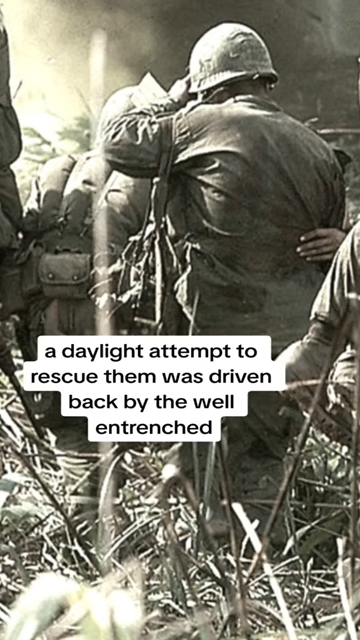 a daylight attempt to
rescue them was driven
back by the well
entrenched